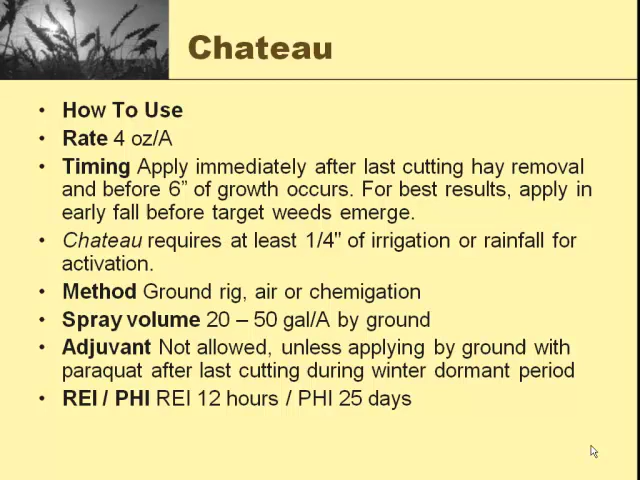 Chateau
• How To Use
• Rate 4 oz/A
• Timing Apply immediately after last cutting hay removal
and before 6” of growth occurs. For best results, apply in
early fall before target weeds emerge.
• Chateau requires at least 1/4" of irrigation or rainfall for
activation.
• Method Ground rig, air or chemigation
• Spray volume 20 – 50 gal/A by ground
• Adjuvant Not allowed, unless applying by ground with
paraquat after last cutting during winter dormant period
• REI / PHI REI 12 hours / PHI 25 days